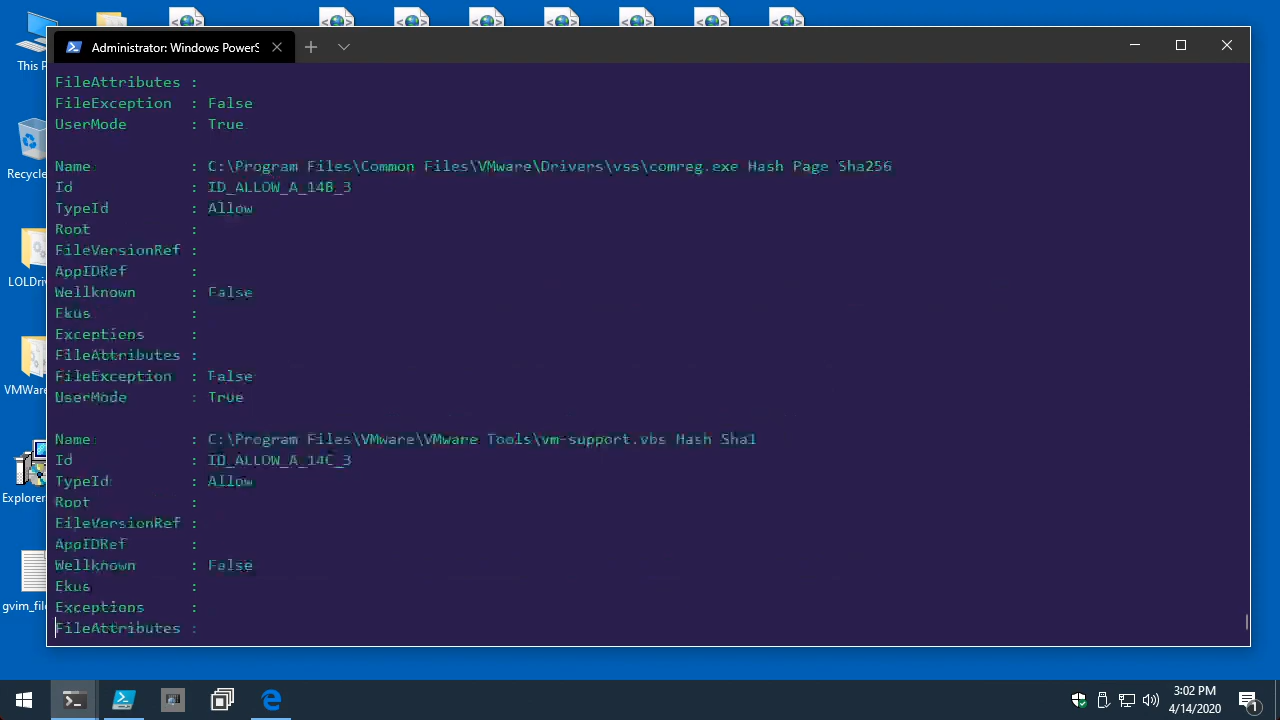 This P
Administrator: Windows PowerS
FileAttributes :
FileException : False
UserMode : True
Name : C:\Program Files\Common Files\VMware\Drivers\vss\comreg.exe Hash Page Sha256
Id : ID_ALLOW_A_14B_3
TypeId : Allow
Root :
FileVersionRef :
AppIDRef :
Wellknown : False
Ekus :
Exceptions :
FileAttributes :
FileException : False
UserMode : True
Name : C:\Program Files\VMware\VMware Tools\vm-support.vbs Hash Sha1
Id : ID_ALLOW_A_14C_3
TypeId : Allow
Root :
FileVersionRef :
AppIDRef :
Wellknown : False
Ekus :
Exceptions :
FileAttributes :
Recycle
LOLDri
VMWare
Explorer
gvim_file
3:02 PM
4/14/2020
1